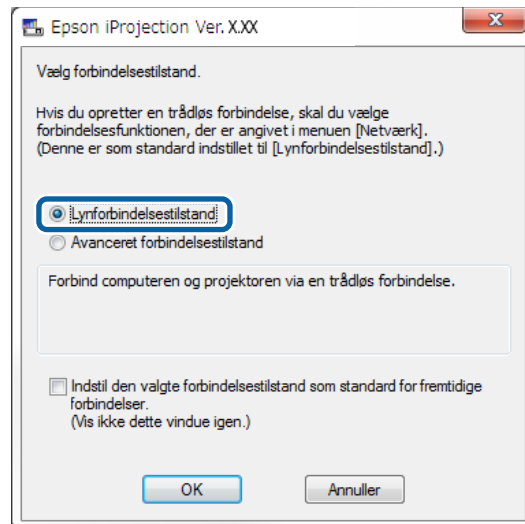 Epson iProjection Ver. X.XX
Vælg forbindelsestilstand.
Hvis du opretter en trådløs forbindelse, skal du vælge
forbindelsesfunktionen, der er angivet i menuen [Netværk].
(Denne er som standard indstillet til [Lynforbindelsestilstand].)
Lynforbindelsestilstand
Avanceret forbindelsestilstand
Forbind computeren og projektoren via en trådløs forbindelse.
Indstil den valgte forbindelsestilstand som standard for fremtidige
forbindelser.
(Vis ikke dette vindue igen.)
OK Annuller